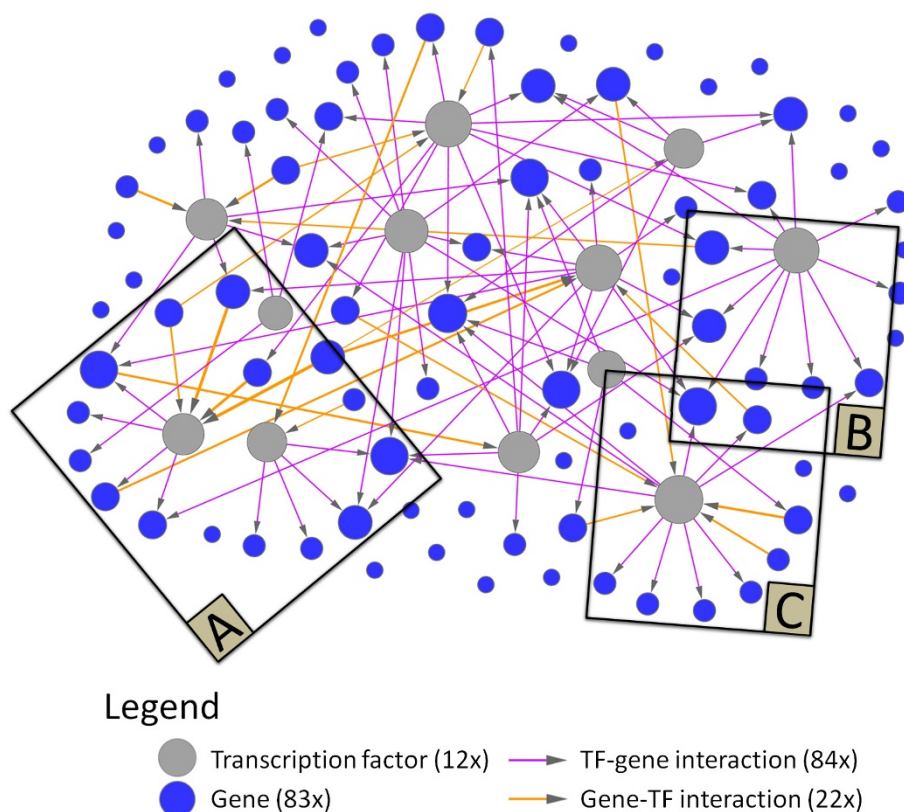 B
A
C
Legend
Transcription factor (12x)
TF-gene interaction (84x)
Gene (83x)
Gene-TF interaction (22x)